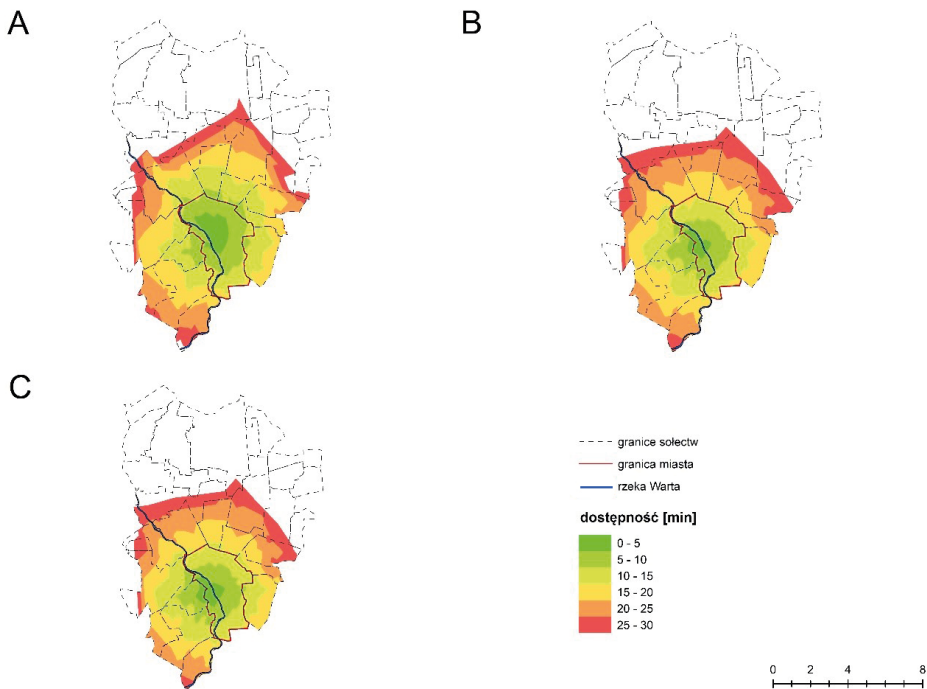 A
B
C
granice sołectw
granica miasta
rzeka Warta
dostępność [min]
0 - 5
5 - 10
10 - 15
15 - 20
20 - 25
25 - 30
0 2 4 8